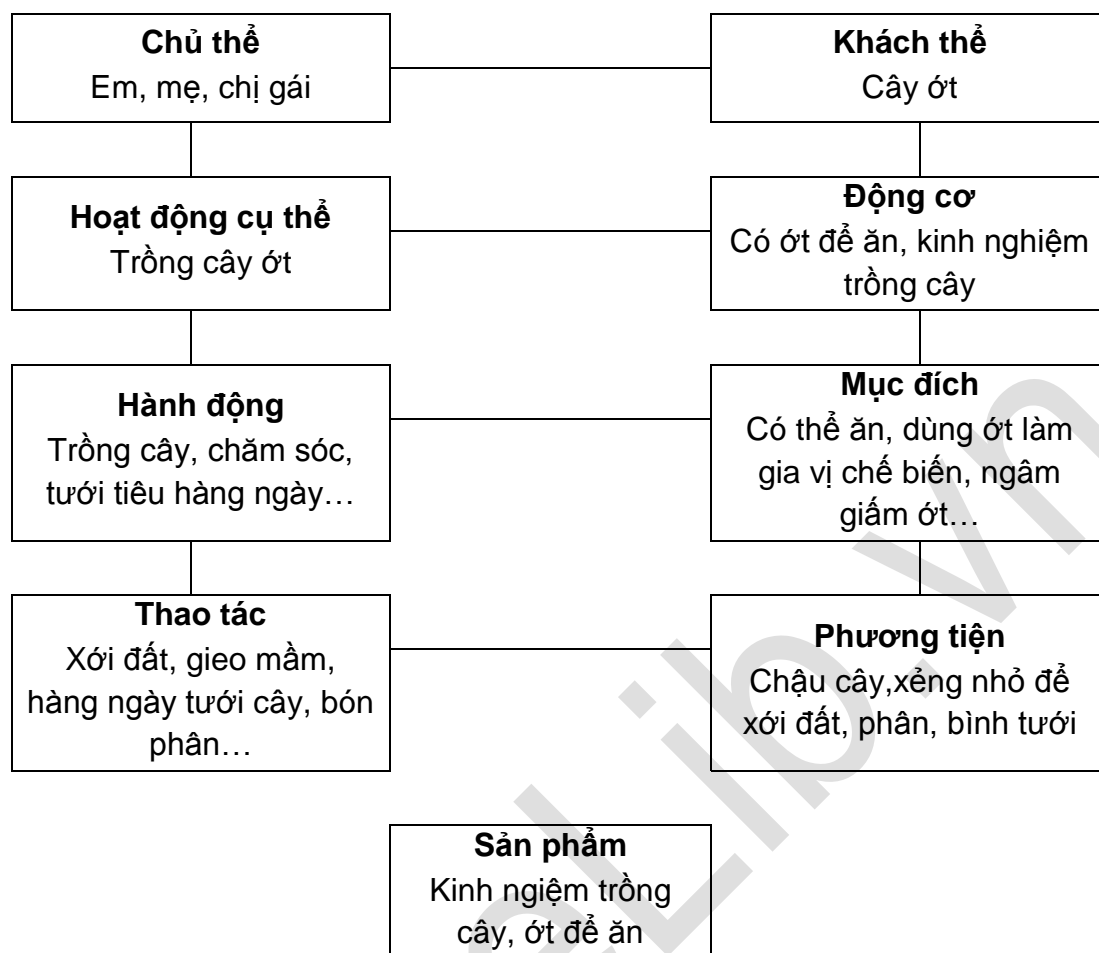 Chủ thể
Em, mẹ, chị gái
Khách thể
Cây ớt
Hoạt động cụ thể
Trồng cây ớt
Động cơ
Có ớt để ăn, kinh nghiệm
trồng cây
Hành động
Trồng cây, chăm sóc,
tưới tiêu hàng ngày…
Mục đích
Có thể ăn, dùng ớt làm
gia vị chế biến, ngâm
giấm ớt…
Thao tác
Xới đất, gieo mầm,
hàng ngày tưới cây, bón
phân…
Phương tiện
Chậu cây,xẻng nhỏ để
xới đất, phân, bình tưới
Sản phẩm
Kinh ngiệm trồng
cây, ớt để ăn
eLib.vn